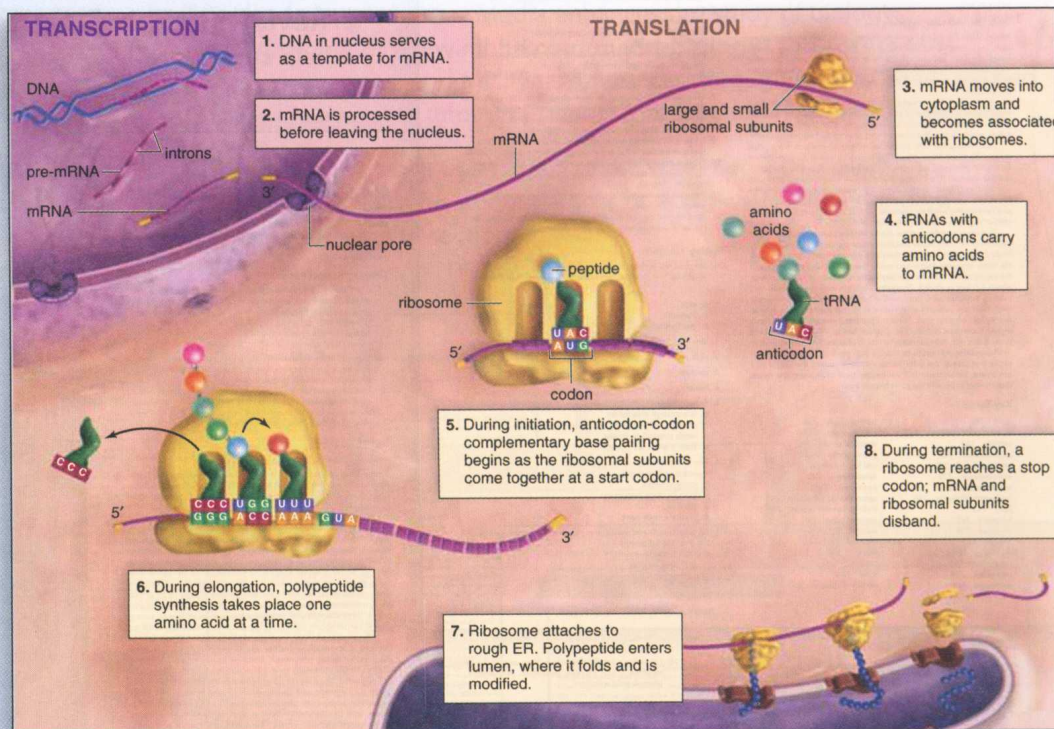 TRANSCRIPTION
TRANSLATION
1. DNA in nucleus serves
as a template for mRNA.
DNA
2. mRNA is processed
before leaving the nucleus.
introns
pre-mRNA
mRNA
3′
nuclear pore
mRNA
large and small
ribosomal subunits
5′
3. mRNA moves into
cytoplasm and
becomes associated
with ribosomes.
amino
acids
4. tRNAs with
anticodons carry
amino acids
to mRNA.
tRNA
U A C
anticodon
peptide
ribosome
U A C
A U G
5′
3′
codon
5. During initiation, anticodon-codon
complementary base pairing
begins as the ribosomal subunits
come together at a start codon.
C C C
C C C U G G U U U
G G G A C C A A A G U A
5′
3′
6. During elongation, polypeptide
synthesis takes place one
amino acid at a time.
7. Ribosome attaches to
rough ER. Polypeptide enters
lumen, where it folds and is
modified.
8. During termination, a
ribosome reaches a stop
codon; mRNA and
ribosomal subunits
disband.